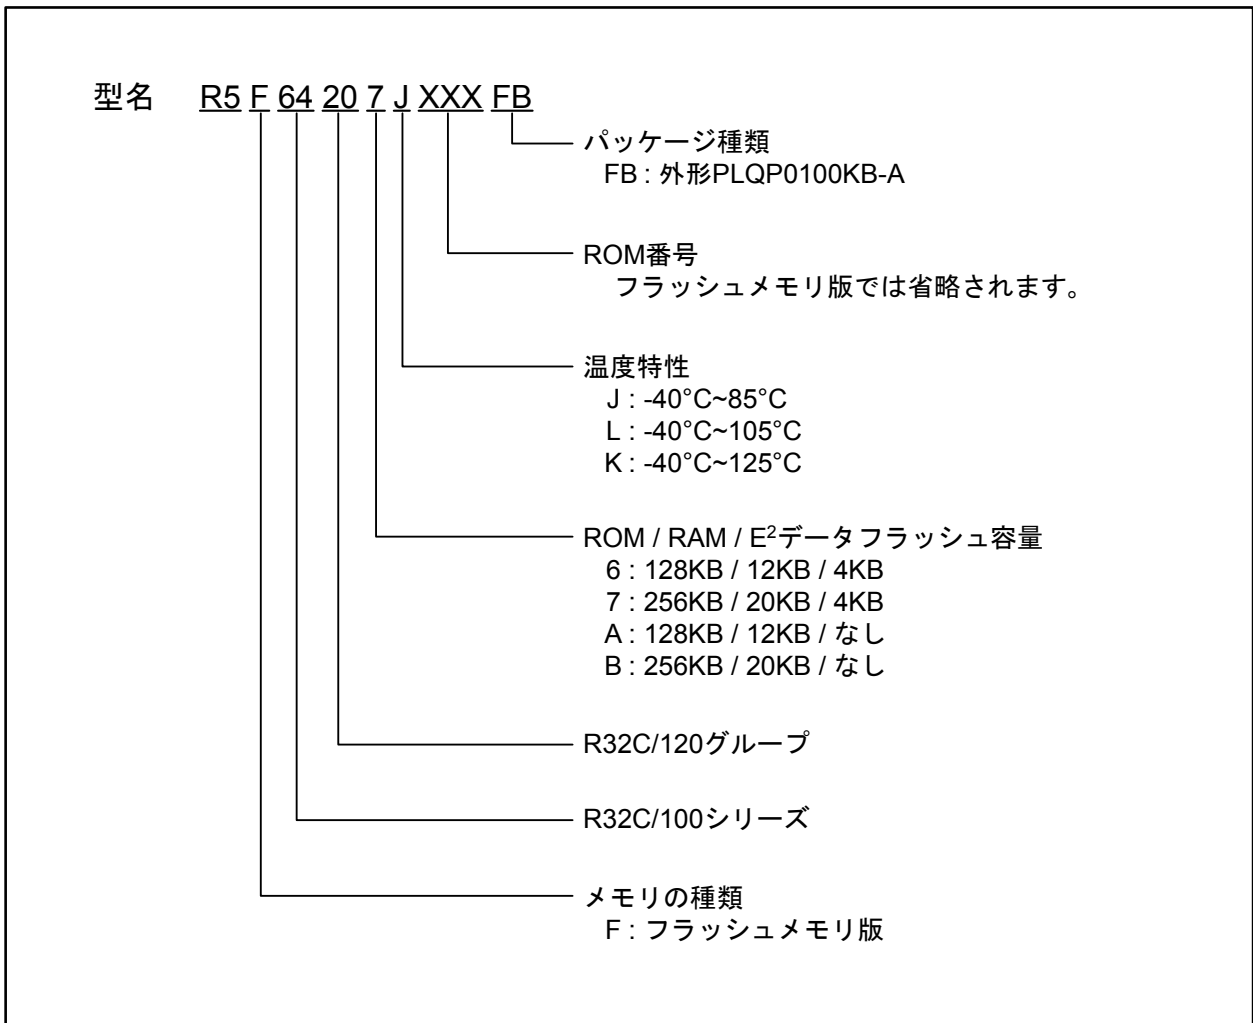 型名 R5 F 64 20 7 J XXX FB
パッケージ種類
FB : 外形PLQP0100KB-A
ROM番号
フラッシュメモリ版では省略されます。
温度特性
J : -40°C~85°C
L : -40°C~105°C
K : -40°C~125°C
ROM / RAM / E²データフラッシュ容量
6 : 128KB / 12KB / 4KB
7 : 256KB / 20KB / 4KB
A : 128KB / 12KB / なし
B : 256KB / 20KB / なし
R32C/120グループ
R32C/100シリーズ
メモリの種類
F : フラッシュメモリ版